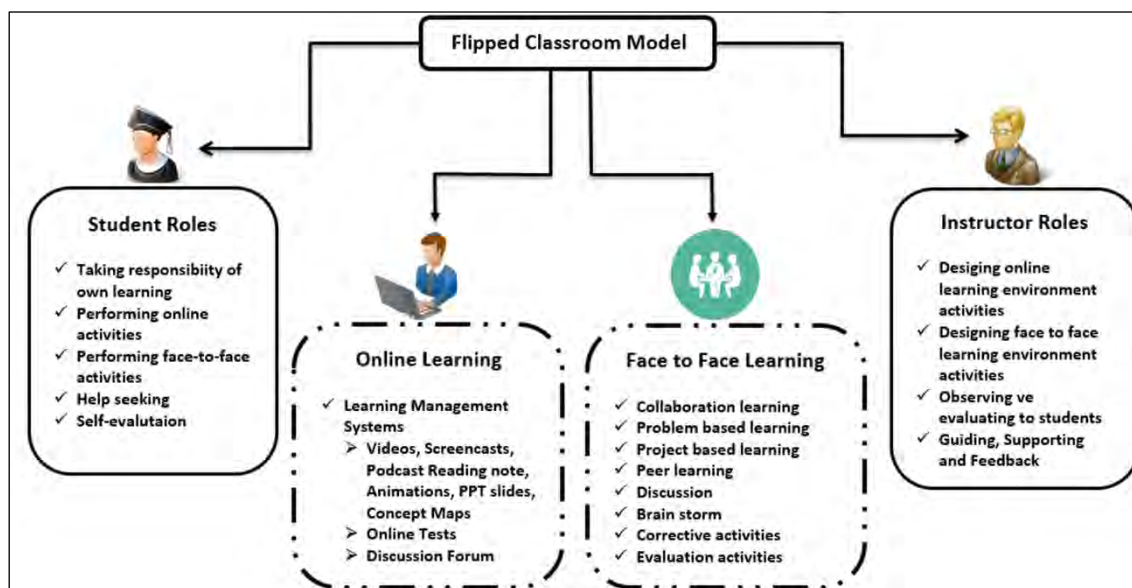 Flipped Classroom Model
Student Roles
✓ Taking responsibiity of
own learning
✓ Performing online
activities
✓ Performing face-to-face
activities
✓ Help seeking
✓ Self-evalutaion
Online Learning
✓ Learning Management
Systems
➢ Videos, Screencasts,
Podcast Reading note,
Animations, PPT slides,
Concept Maps
➢ Online Tests
➢ Discussion Forum
Face to Face Learning
✓ Collaboration learning
✓ Problem based learning
✓ Project based learning
✓ Peer learning
✓ Discussion
✓ Brain storm
✓ Corrective activities
✓ Evaluation activities
Instructor Roles
✓ Desiging online
learning environment
activities
✓ Designing face to face
learning environment
activities
✓ Observing ve
evaluating to students
✓ Guiding, Supporting
and Feedback